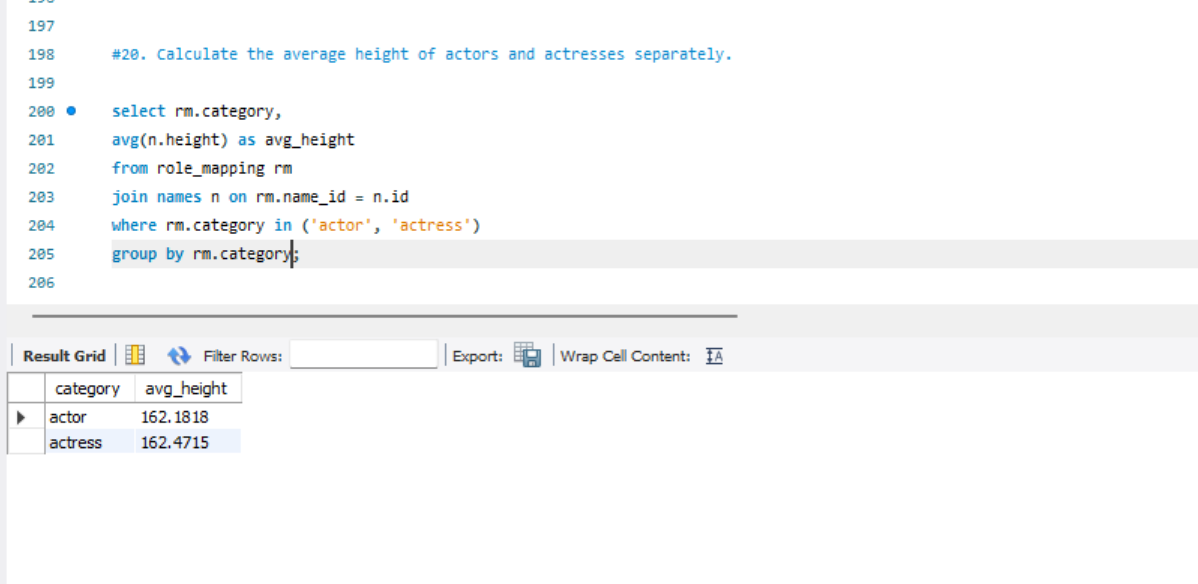 197
198 #20. Calculate the average height of actors and actresses separately.
199
200 select rm.category,
201 avg(n.height) as avg_height
202 from role_mapping rm
203 join names n on rm.name_id = n.id
204 where rm.category in ('actor', 'actress')
205 group by rm.category;
206
Result Grid Filter Rows: Export: Wrap Cell Content: IA
category avg_height
actor 162.1818
actress 162.4715